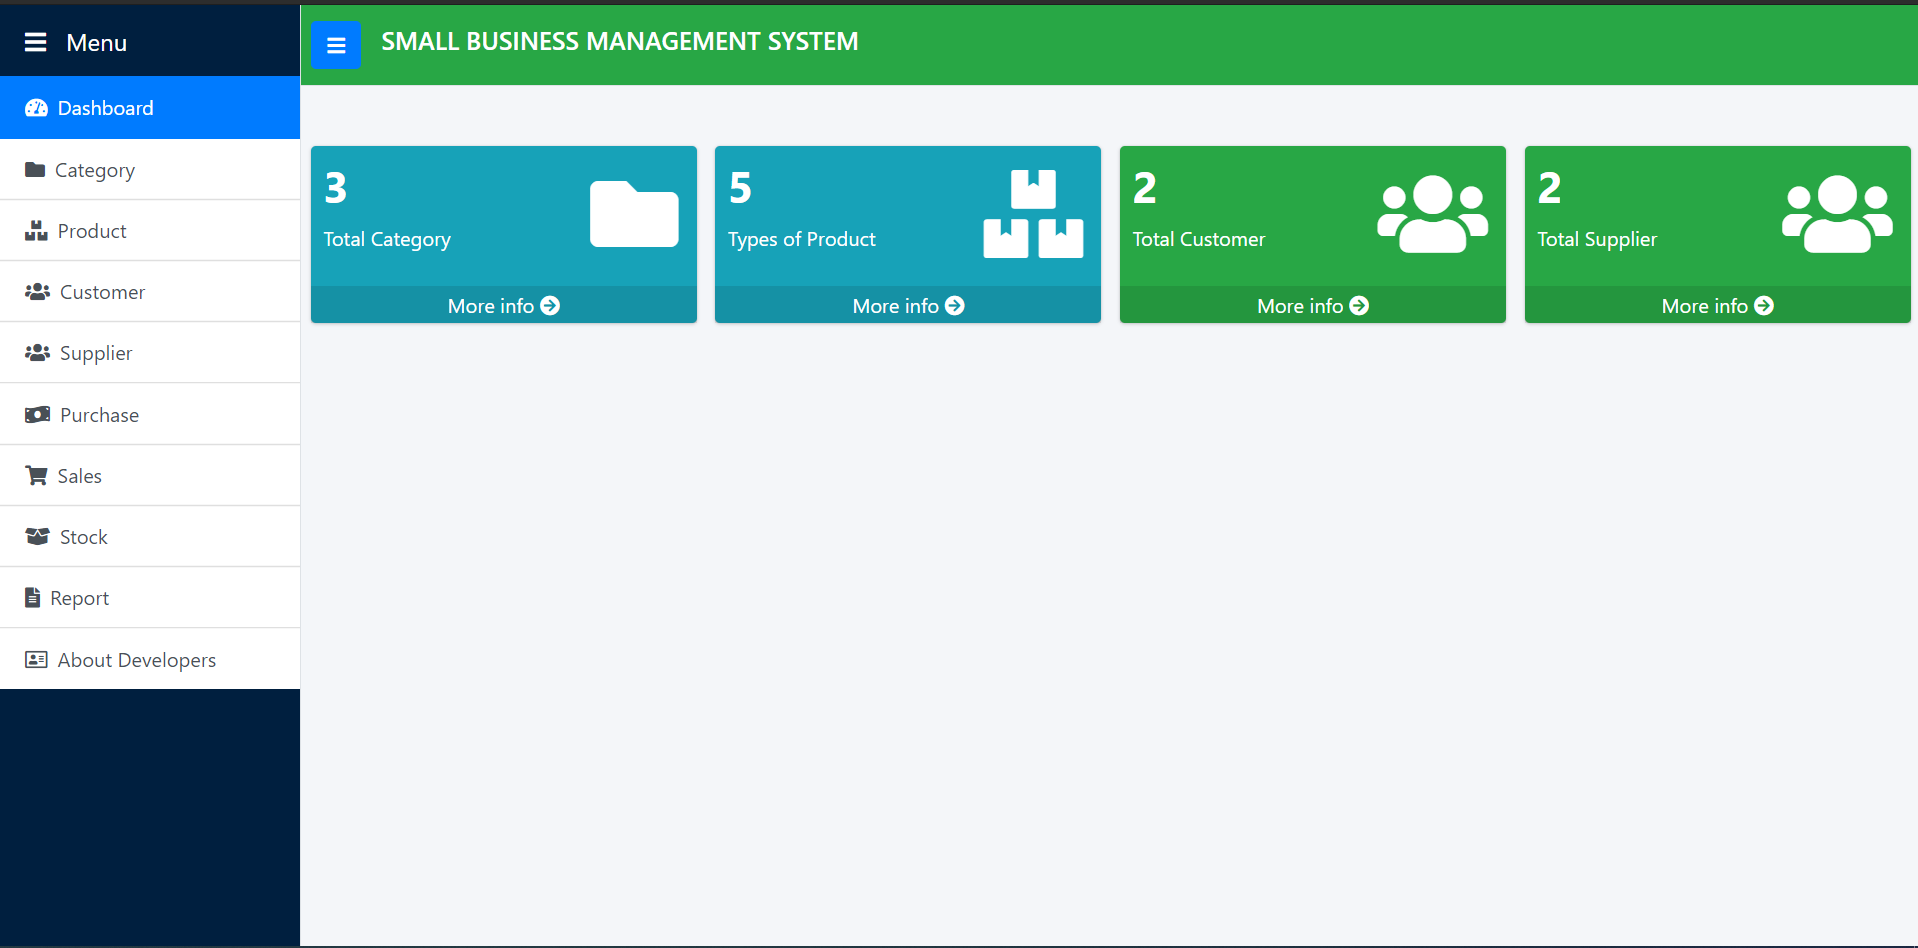 Menu
Dashboard
Category
Product
Customer
Supplier
Purchase
Sales
Stock
Report
About Developers
SMALL BUSINESS MANAGEMENT SYSTEM
3
Total Category
More info
5
Types of Product
More info
2
Total Customer
More info
2
Total Supplier
More info